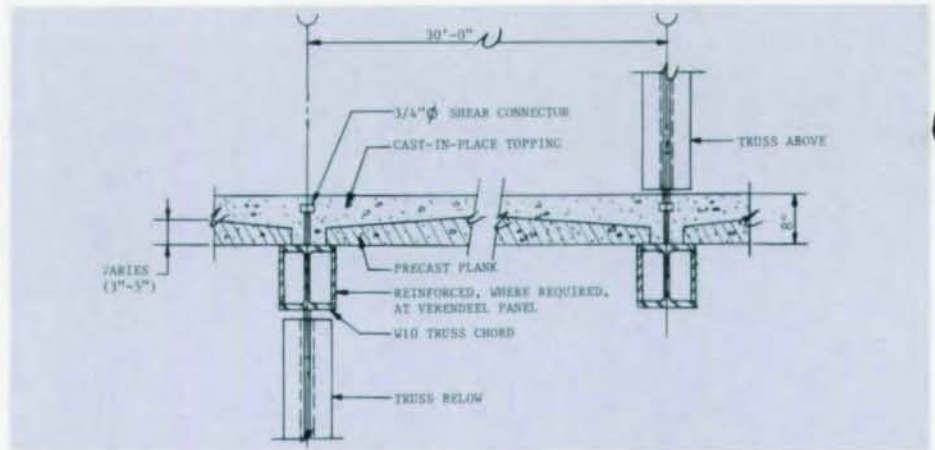 30'-0"
3/4"Ø SHEAR CONNECTOR
CAST-IN-PLACE TOPPING
TRUSS ABOVE
8"
VARIES
(3"-5")
PRECAST PLANK
REINFORCED, WHERE REQUIRED,
AT VERENDEEL PANEL
W10 TRUSS CHORD
TRUSS BELOW